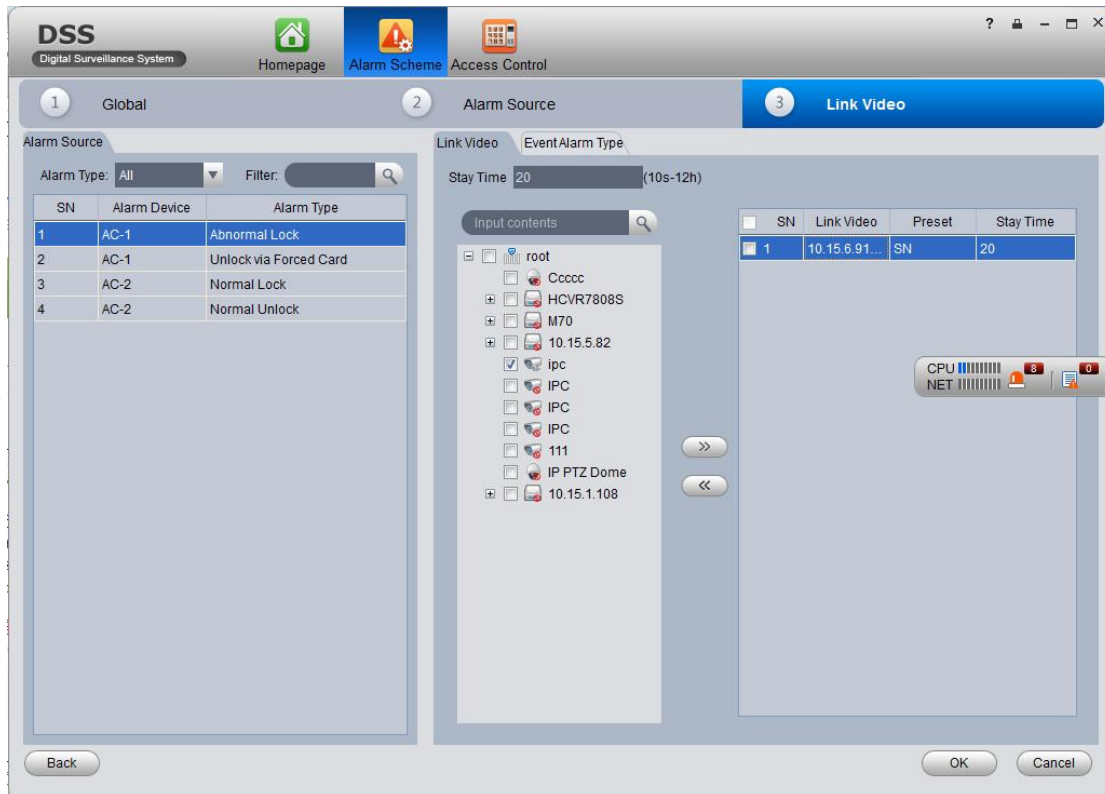 DSS
Digital Surveillance System
Homepage
Alarm Scheme
Access Control
?
1 Global
2 Alarm Source
3 Link Video
Alarm Source
Alarm Type: All Filter:
SN Alarm Device Alarm Type
1 AC-1 Abnormal Lock
2 AC-1 Unlock via Forced Card
3 AC-2 Normal Lock
4 AC-2 Normal Unlock
Link Video Event Alarm Type
Stay Time 20 (10s-12h)
Input contents
root
Ccccc
HCVR7808S
M70
10.15.5.82
ipc
IPC
IPC
IPC
111
IP PTZ Dome
10.15.1.108
SN Link Video Preset Stay Time
1 10.15.6.91... SN 20
CPU 8 0
NET
Back
OK
Cancel